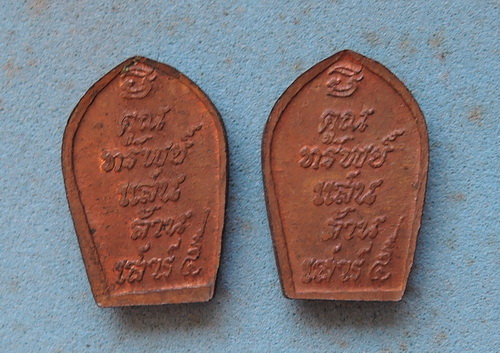 คูณ
ทรัพย์
แสน
ล้าน
เสาร์ ๕
คูณ
ทรัพย์
แสน
ล้าน
เสาร์ ๕